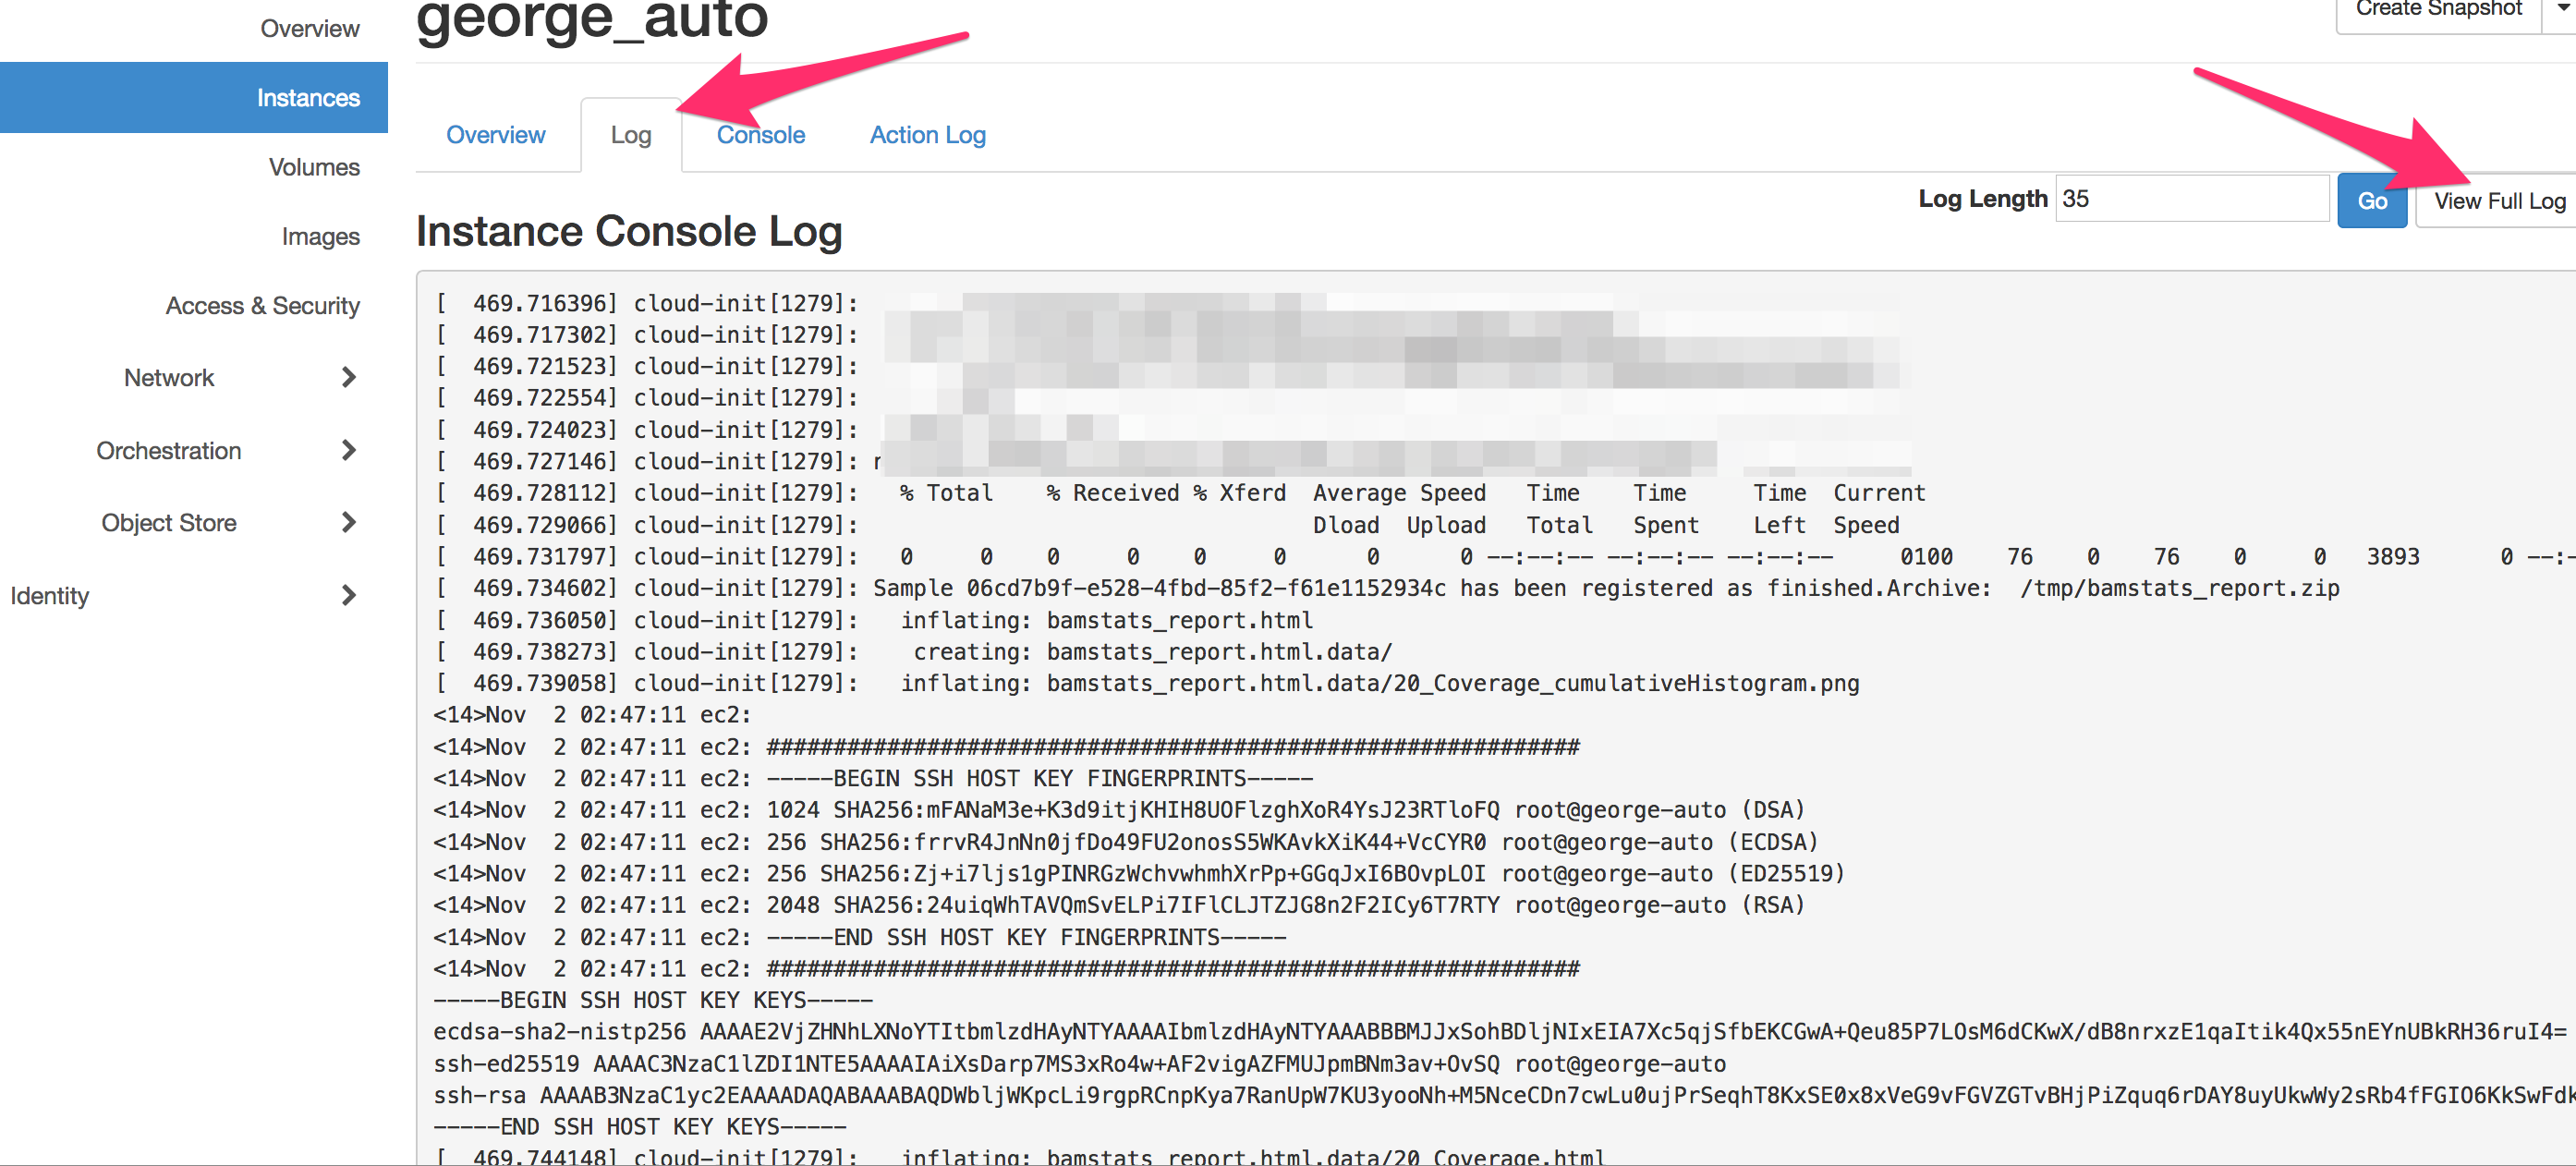 george_auto
Create Snapshot
Overview
Instances
Volumes
Images
Access & Security
Network
Orchestration
Object Store
Identity
Overview
Log
Console
Action Log
Log Length 35 Go View Full Log
Instance Console Log
[  469.716396] cloud-init[1279]:
[  469.717302] cloud-init[1279]:
[  469.721523] cloud-init[1279]:
[  469.722554] cloud-init[1279]:
[  469.724023] cloud-init[1279]:
[  469.727146] cloud-init[1279]: r
[  469.728112] cloud-init[1279]:   % Total    % Received % Xferd  Average Speed   Time    Time     Time  Current
[  469.729066] cloud-init[1279]:                                  Dload  Upload   Total   Spent    Left  Speed
[  469.731797] cloud-init[1279]:   0     0    0     0    0     0      0      0 --:--:-- --:--:-- --:--:--     0100    76    0    76    0     0   3893      0 --:-
[  469.734602] cloud-init[1279]: Sample 06cd7b9f-e528-4fbd-85f2-f61e1152934c has been registered as finished.Archive:  /tmp/bamstats_report.zip
[  469.736050] cloud-init[1279]:   inflating: bamstats_report.html
[  469.738273] cloud-init[1279]:    creating: bamstats_report.html.data/
[  469.739058] cloud-init[1279]:   inflating: bamstats_report.html.data/20_Coverage_cumulativeHistogram.png
<14>Nov  2 02:47:11 ec2:
<14>Nov  2 02:47:11 ec2: #############################################################
<14>Nov  2 02:47:11 ec2: -----BEGIN SSH HOST KEY FINGERPRINTS-----
<14>Nov  2 02:47:11 ec2: 1024 SHA256:mFANaM3e+K3d9itjKHIH8UOFlzghXoR4YsJ23RTloFQ root@george-auto (DSA)
<14>Nov  2 02:47:11 ec2: 256 SHA256:frrvR4JnNn0jfDo49FU2onosS5WKAvkXiK44+VcCYR0 root@george-auto (ECDSA)
<14>Nov  2 02:47:11 ec2: 256 SHA256:Zj+i7ljs1gPINRGzWchvwhmhXrPp+GGqJxI6BOvpLOI root@george-auto (ED25519)
<14>Nov  2 02:47:11 ec2: 2048 SHA256:24uiqWhTAVQmSvELPi7IFlCLJTZJG8n2F2ICy6T7RTY root@george-auto (RSA)
<14>Nov  2 02:47:11 ec2: -----END SSH HOST KEY FINGERPRINTS-----
<14>Nov  2 02:47:11 ec2: #############################################################
-----BEGIN SSH HOST KEY KEYS-----
ecdsa-sha2-nistp256 AAAAE2VjZHNhLXNoYTItbmlzdHAyNTYAAAAIbmlzdHAyNTYAAABBBMJJxSohBDljNIxEIA7Xc5qjSfbEKCGwA+Qeu85P7LOsM6dCKwX/dB8nrxzE1qaItik4Qx55nEYnUBkRH36ruI4=
ssh-ed25519 AAAAC3NzaC1lZDI1NTE5AAAAIAiXsDarp7MS3xRo4w+AF2vigAZFMUJpmBNm3av+OvSQ root@george-auto
ssh-rsa AAAAB3NzaC1yc2EAAAADAQABAAABAQDWbljWKpcLi9rgpRCnpKya7RanUpW7KU3yooNh+M5NceCDn7cwLu0ujPrSeqhT8KxSE0x8xVeG9vFGVZGTvBHjPiZquq6rDAY8uyUkwWy2sRb4fFGIO6KkSwFdk
-----END SSH HOST KEY KEYS-----
[  469.744148] cloud-init[1279]:   inflating: bamstats_report.html.data/20_Coverage.html